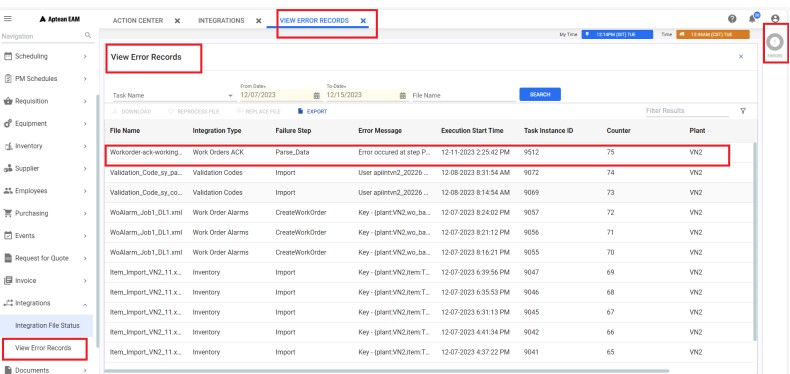 Aptean EAM
ACTION CENTER
INTEGRATIONS
VIEW ERROR RECORDS
Navigation
My Time
12:14PM (IST) TUE
Time
12:44AM (CST) TUE
Scheduling
PM Schedules
Requisition
Equipment
Inventory
Supplier
Employees
Purchasing
Events
Request for Quote
Invoice
Integrations
Integration File Status
View Error Records
Documents
View Error Records
Task Name
From Date*
12/07/2023
To-Date*
12/15/2023
File Name
SEARCH
DOWNLOAD
REPROCESS FILE
REPLACE FILE
EXPORT
Filter Results
File Name Integration Type Failure Step Error Message Execution Start Time Task Instance ID Counter Plant
Workorder-ack-working... Work Orders ACK Parse_Data Error occured at step P... 12-11-2023 2:25:42 PM 9512 75 VN2
Validation_Code_sy_pa... Validation Codes Import User apiintvn2_20226 ... 12-08-2023 8:31:54 AM 9072 74 VN2
Validation_Code_sy_co... Validation Codes Import User apiintvn2_20226 ... 12-08-2023 8:14:54 AM 9069 73 VN2
WoAlarm_Job1_DL1.xml Work Order Alarms CreateWorkOrder Key - {plant:VN2,wo_ba... 12-07-2023 8:24:02 PM 9057 72 VN2
WoAlarm_Job1_DL1.xml Work Order Alarms CreateWorkOrder Key - {plant:VN2,wo_ba... 12-07-2023 8:21:12 PM 9056 71 VN2
WoAlarm_Job1_DL1.xml Work Order Alarms CreateWorkOrder Key - {plant:VN2,wo_ba... 12-07-2023 8:16:21 PM 9055 70 VN2
Item_Import_VN2_11.x... Inventory Import Key - {plant:VN2,item:T... 12-07-2023 6:39:56 PM 9047 69 VN2
Item_Import_VN2_11.x... Inventory Import Key - {plant:VN2,item:T... 12-07-2023 6:35:53 PM 9046 68 VN2
Item_Import_VN2_11.x... Inventory Import Key - {plant:VN2,item:T... 12-07-2023 6:31:13 PM 9045 67 VN2
Item_Import_VN2_11.x... Inventory Import Key - {plant:VN2,item:T... 12-07-2023 4:41:34 PM 9042 66 VN2
Item_Import_VN2_11.x... Inventory Import Key - {plant:VN2,item:T... 12-07-2023 4:37:22 PM 9041 65 VN2